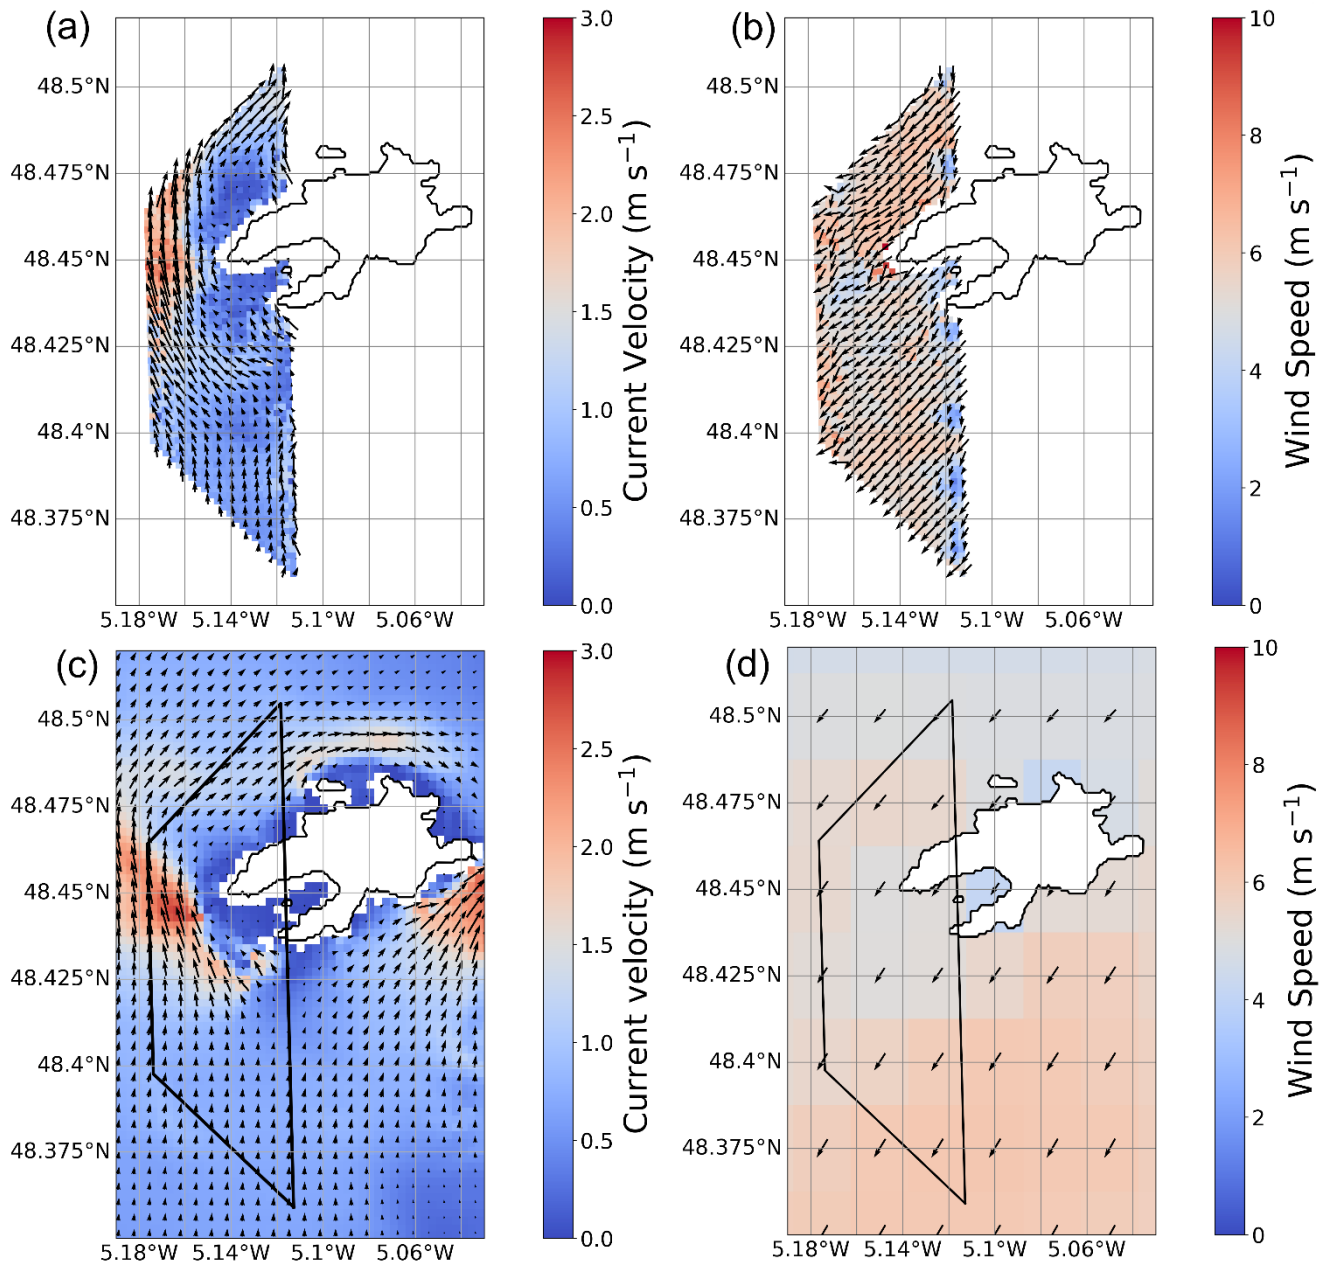 (a)
48.5°N
48.475°N
48.45°N
48.425°N
48.4°N
48.375°N
5.18°W 5.14°W 5.1°W 5.06°W
3.0
2.5
2.0
1.5
1.0
0.5
0.0
Current Velocity (m s⁻¹)
(b)
48.5°N
48.475°N
48.45°N
48.425°N
48.4°N
48.375°N
5.18°W 5.14°W 5.1°W 5.06°W
10
8
6
4
2
0
Wind Speed (m s⁻¹)
(c)
48.5°N
48.475°N
48.45°N
48.425°N
48.4°N
48.375°N
5.18°W 5.14°W 5.1°W 5.06°W
3.0
2.5
2.0
1.5
1.0
0.5
0.0
Current velocity (m s⁻¹)
(d)
48.5°N
48.475°N
48.45°N
48.425°N
48.4°N
48.375°N
5.18°W 5.14°W 5.1°W 5.06°W
10
8
6
4
2
0
Wind Speed (m s⁻¹)